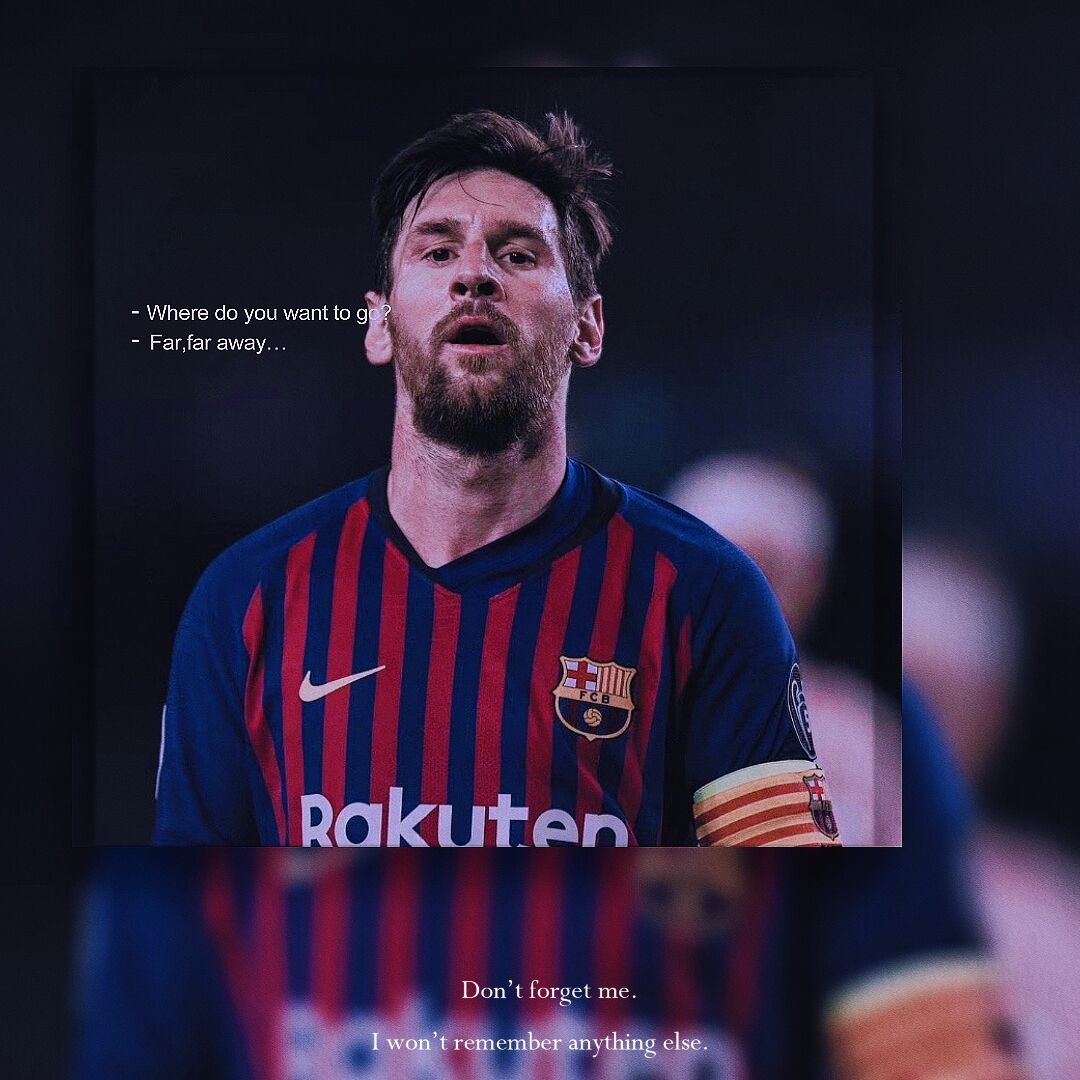 - Where do you want to go?
- Far,far away...
FCB
Rakuten
Don't forget me.
I won't remember anything else.